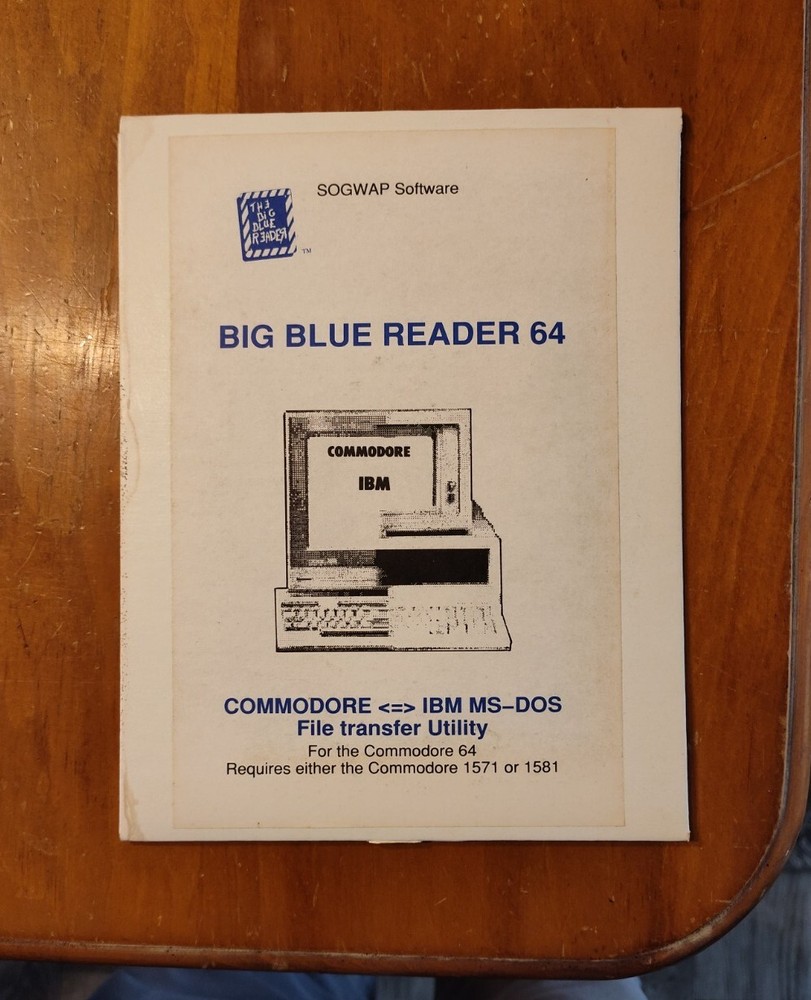 SOGWAP Software
THE
BIG
BLUE
READER
TM
BIG BLUE READER 64
COMMODORE
IBM
COMMODORE <=> IBM MS-DOS
File transfer Utility
For the Commodore 64
Requires either the Commodore 1571 or 1581